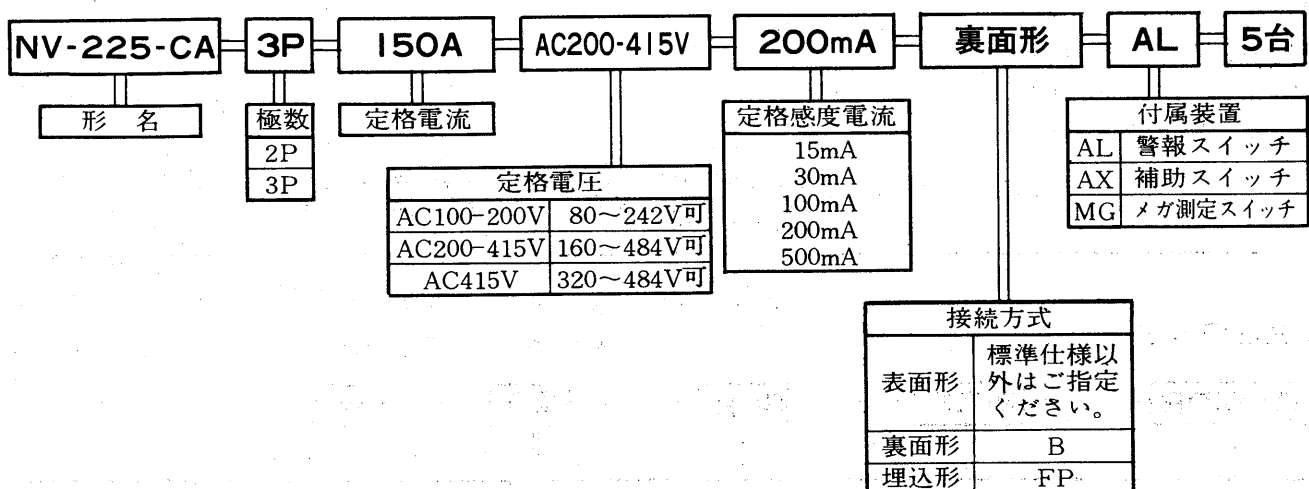 NV-225-CA 3P 150A AC200-415V 200mA 裏面形 AL 5台
形 名
極数
2P
3P
定格電流
定格電圧
AC100-200V 80～242V可
AC200-415V 160～484V可
AC415V 320～484V可
定格感度電流
15mA
30mA
100mA
200mA
500mA
接続方式
表面形 標準仕様以
外はご指定
ください。
裏面形 B
埋込形 FP
付属装置
AL 警報スイッチ
AX 補助スイッチ
MG メガ測定スイッチ